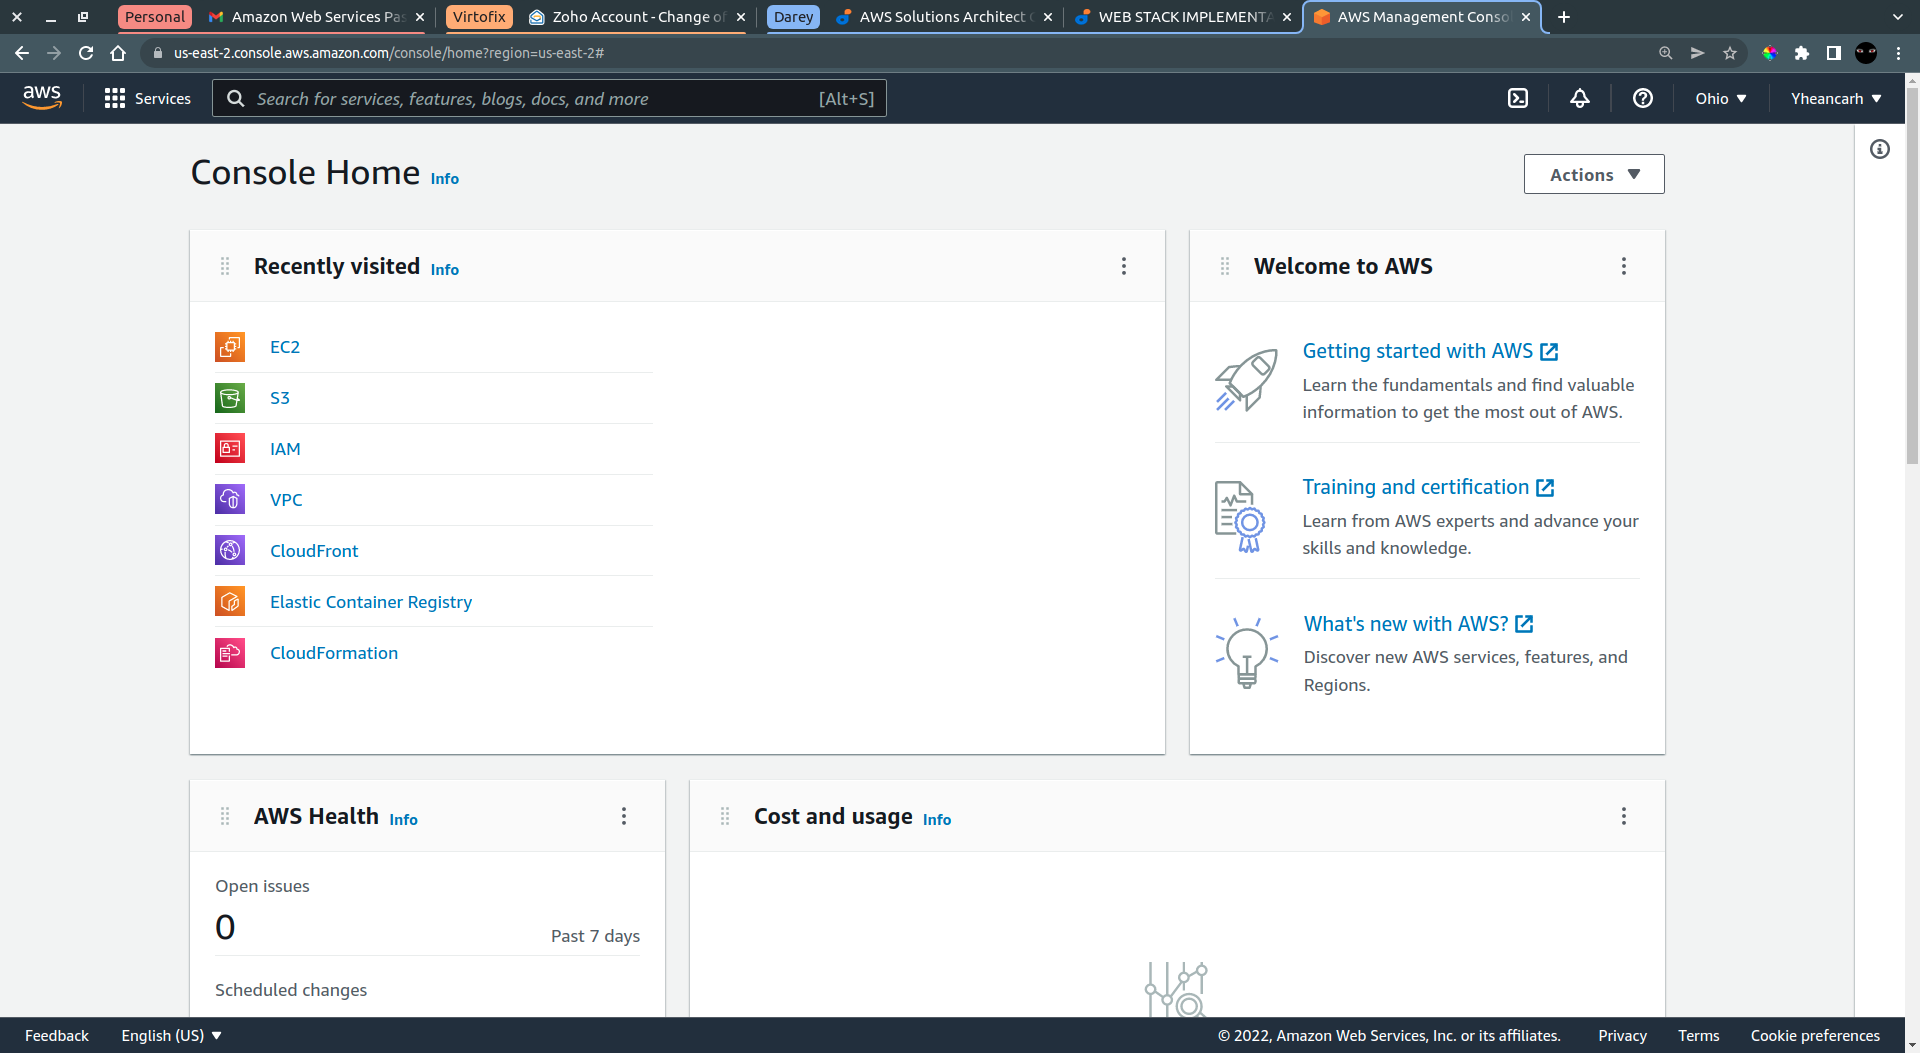 Personal
Amazon Web Services Pas
Virtofix
Zoho Account - Change of
Darey
AWS Solutions Architect
WEB STACK IMPLEMENTA
AWS Management Conso
us-east-2.console.aws.amazon.com/console/home?region=us-east-2#
aws
Services
Search for services, features, blogs, docs, and more
[Alt+S]
Ohio
Yheancarh
Console Home Info
Actions
Recently visited Info
EC2
S3
IAM
VPC
CloudFront
Elastic Container Registry
CloudFormation
Welcome to AWS
Getting started with AWS
Learn the fundamentals and find valuable
information to get the most out of AWS.
Training and certification
Learn from AWS experts and advance your
skills and knowledge.
What's new with AWS?
Discover new AWS services, features, and
Regions.
AWS Health Info
Open issues
0
Past 7 days
Scheduled changes
Cost and usage Info
Feedback
English (US)
© 2022, Amazon Web Services, Inc. or its affiliates.
Privacy
Terms
Cookie preferences